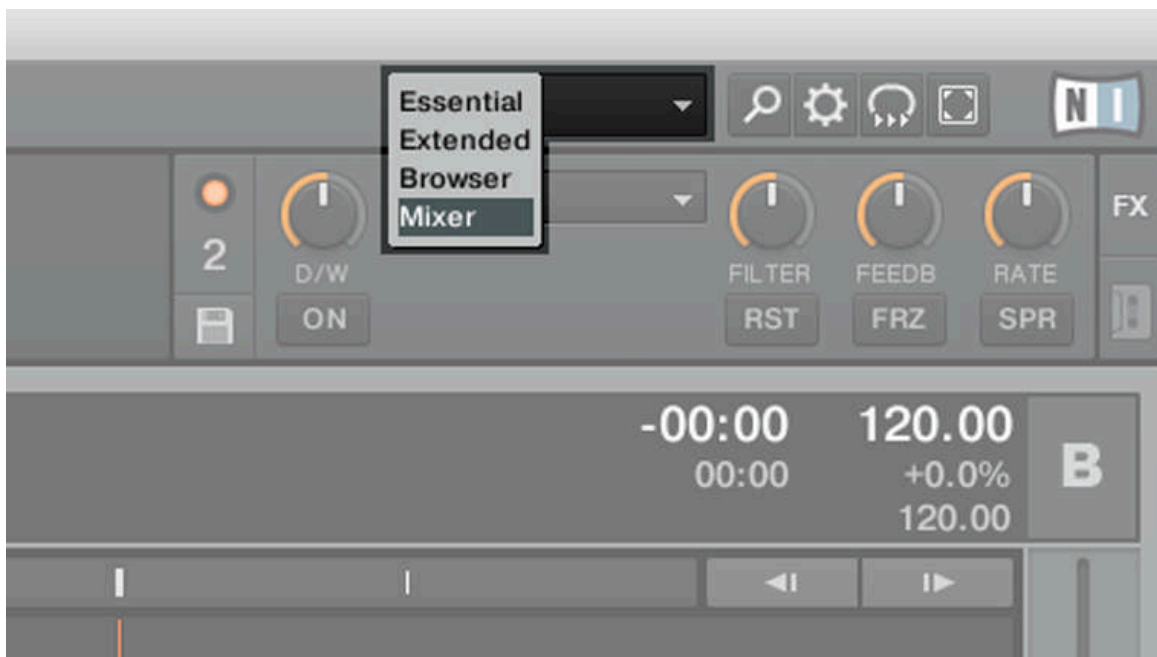 Essential
Extended
Browser
Mixer
N I
2
D/W
FILTER
FEEDB
RATE
FX
ON
RST
FRZ
SPR
-00:00 120.00
B
00:00 +0.0%
120.00